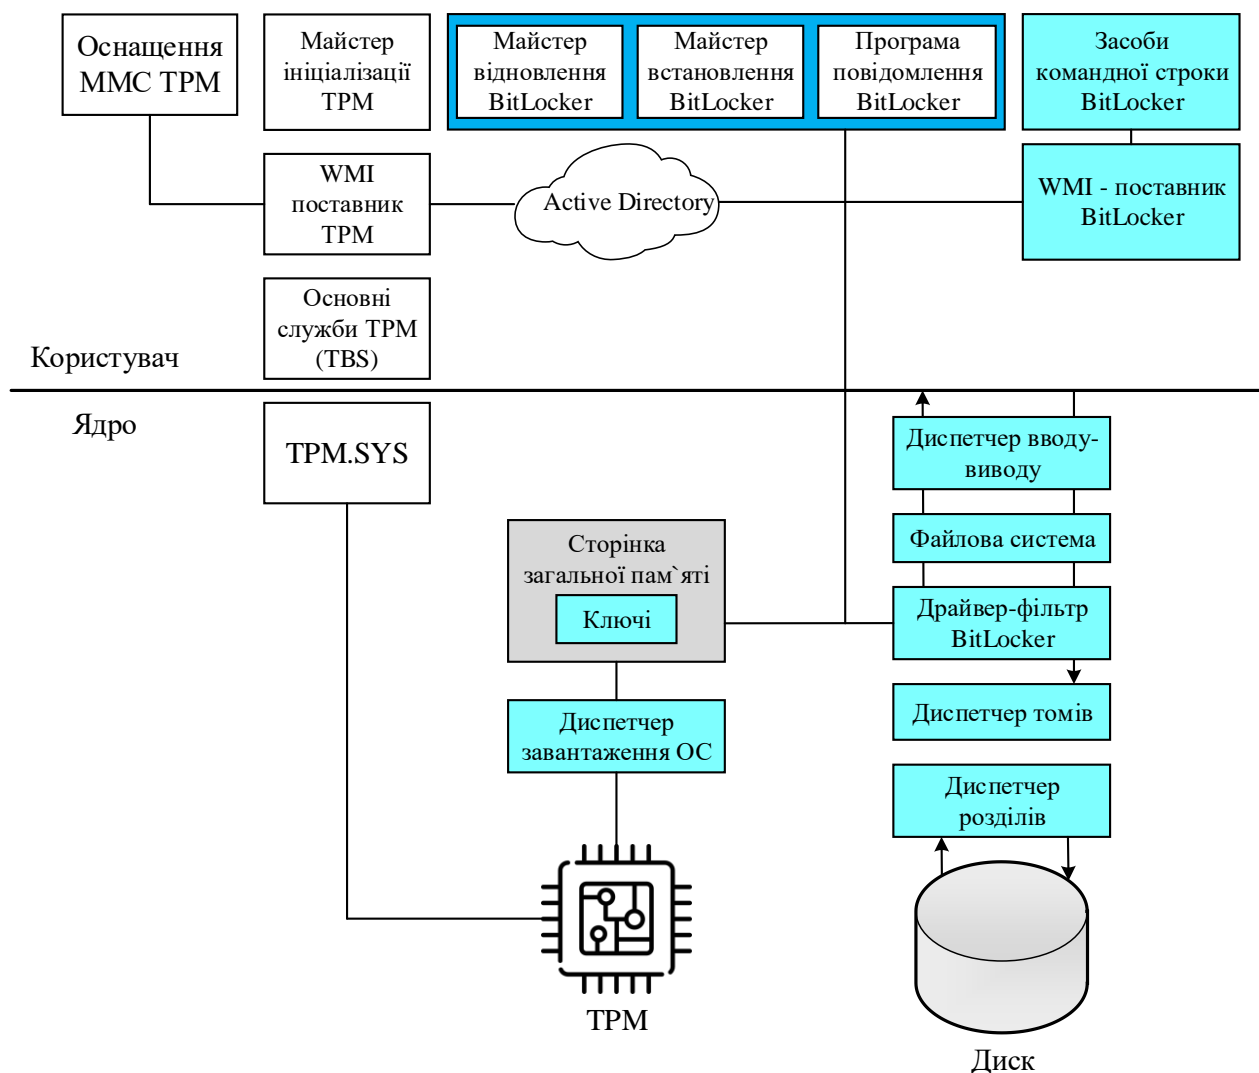 Оснащення
MMC TPM
Майстер
ініціалізації
TPM
Майстер
відновлення
BitLocker
Майстер
встановлення
BitLocker
Програма
повідомлення
BitLocker
Засоби
командної строки
BitLocker
WMI
поставник
TPM
Active Directory
WMI - поставник
BitLocker
Основні
служби TPM
(TBS)
Користувач
Ядро
TPM.SYS
Диспетчер вводу-
виводу
Файлова система
Сторінка
загальної пам`яті
Ключі
Драйвер-фільтр
BitLocker
Диспетчер
завантаження ОС
Диспетчер томів
Диспетчер
розділів
TPM
Диск